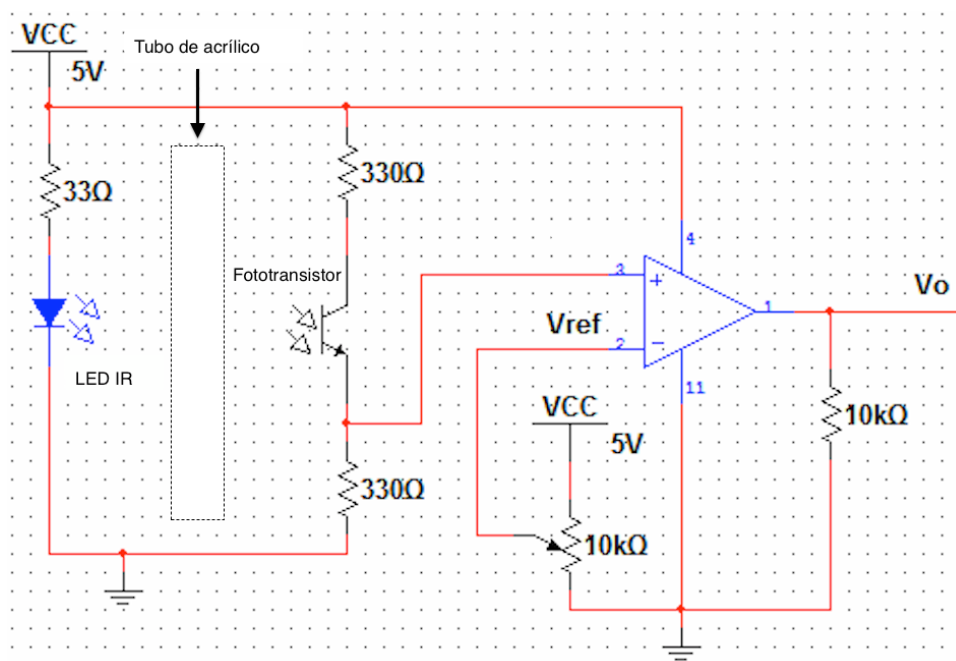 VCC
5V
Tubo de acrílico
33Ω
330Ω
Fototransistor
LED IR
330Ω
3
+
4
2
−
11
1
Vref
VCC
5V
10kΩ
Vo
10kΩ